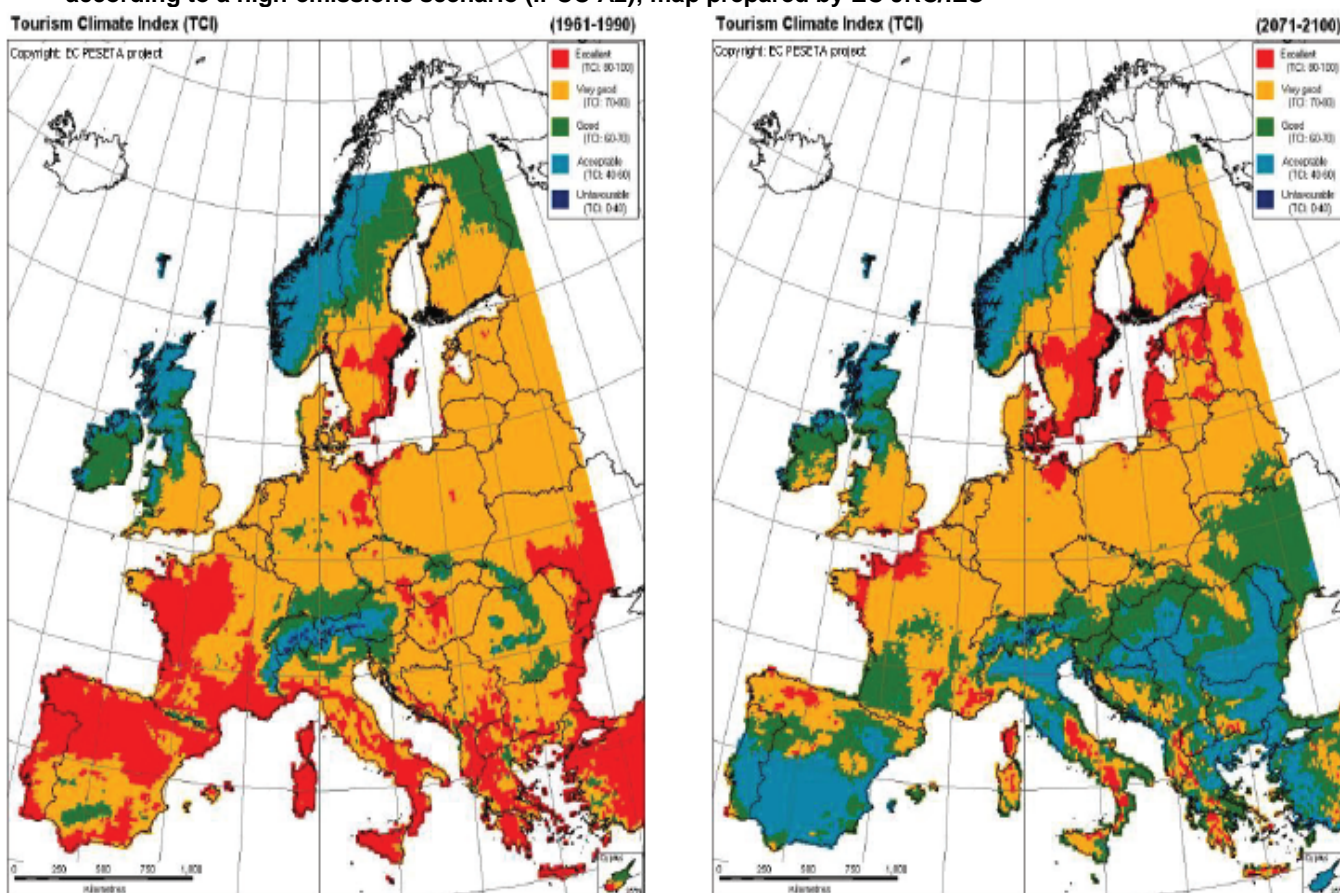 according to a high-emissions scenario (IPCC A2), map prepared by EC JRC/IES
Tourism Climate Index (TCI) (1961-1990)
Copyright: EC PESETA project
Excellent
(TCI: 80-100)
Very good
(TCI: 70-80)
Good
(TCI: 60-70)
Acceptable
(TCI: 40-60)
Unfavourable
(TCI: 0-40)
0 250 500 750 1,000
Kilometres
Cyprus
Tourism Climate Index (TCI) (2071-2100)
Copyright: EC PESETA project
Excellent
(TCI: 80-100)
Very good
(TCI: 70-80)
Good
(TCI: 60-70)
Acceptable
(TCI: 40-60)
Unfavourable
(TCI: 0-40)
0 250 500 750 1,000
Kilometres
Cyprus